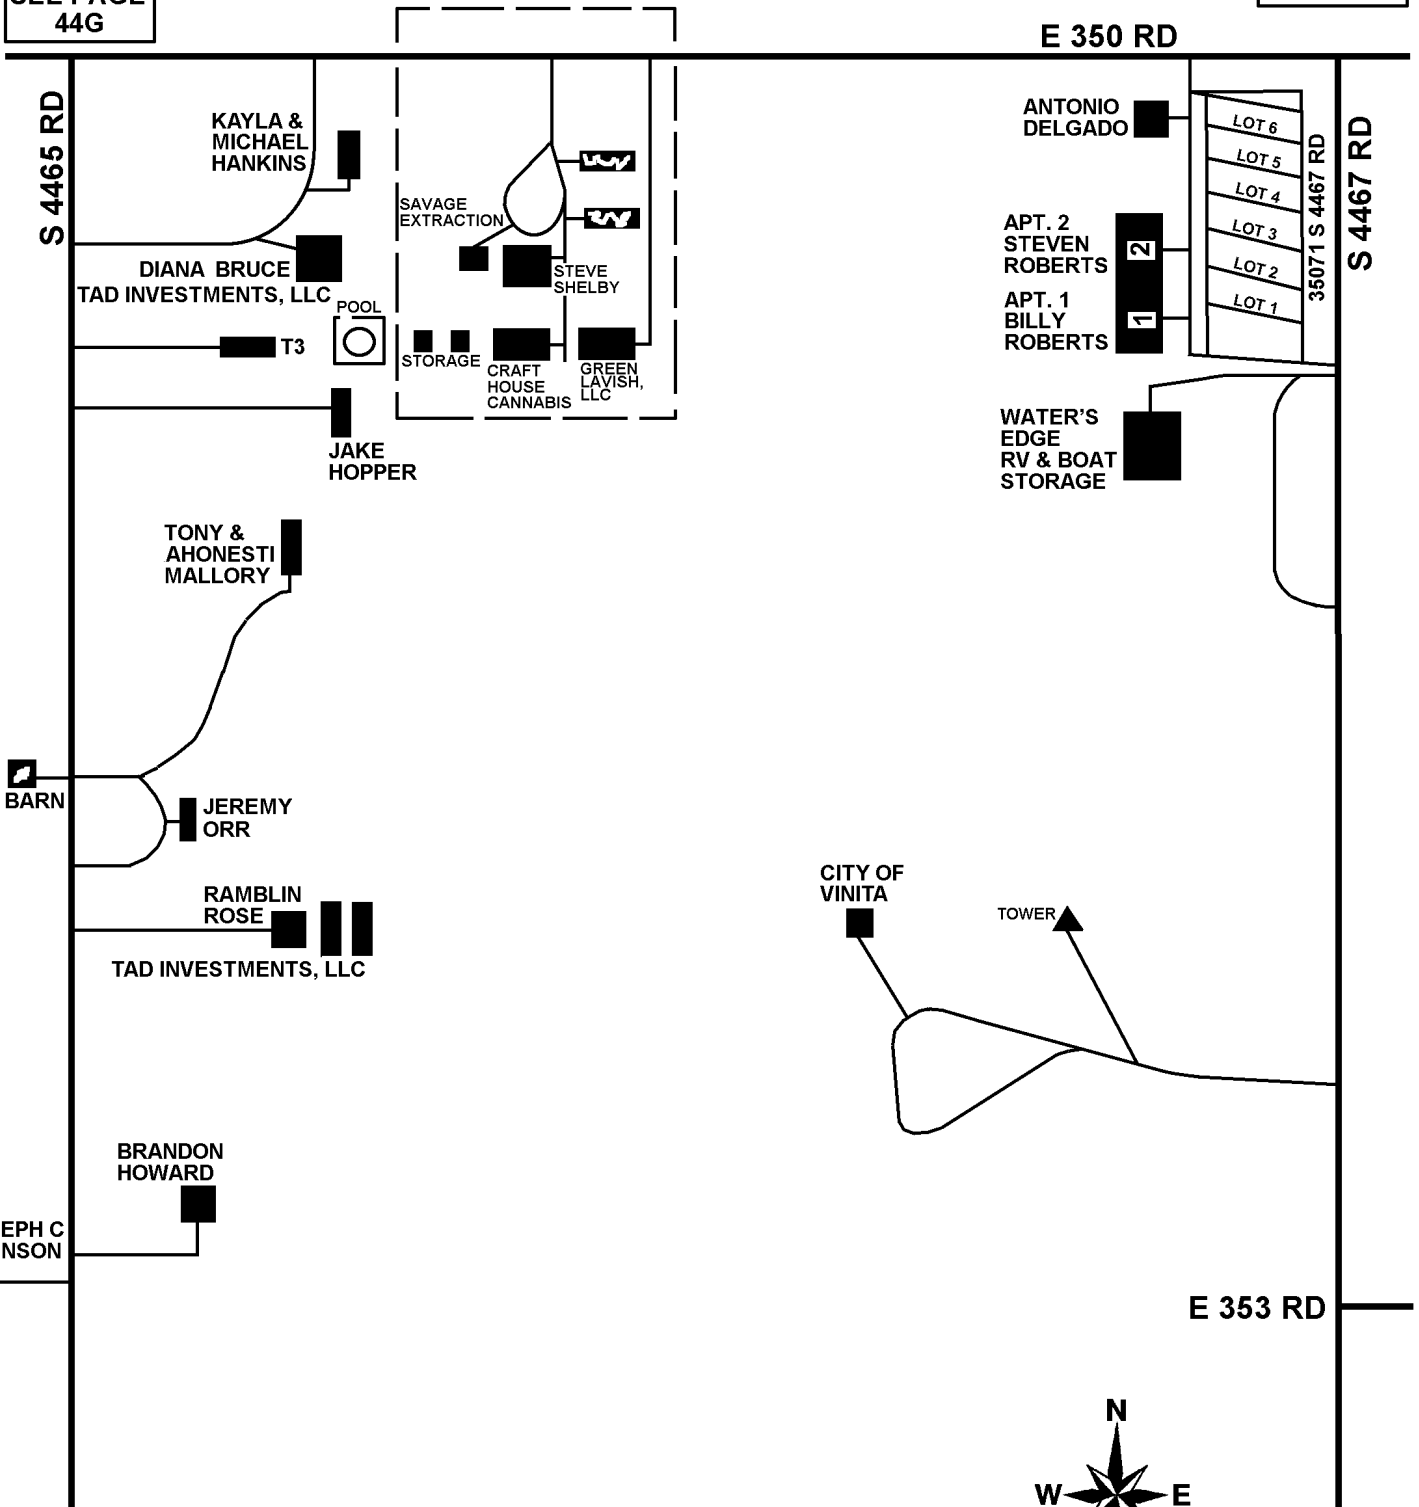 SEE PAGE
44G
E 350 RD
S 4465 RD
KAYLA &
MICHAEL
HANKINS
DIANA BRUCE
TAD INVESTMENTS, LLC
POOL
T3
JAKE
HOPPER
SAVAGE
EXTRACTION
STEVE
SHELBY
STORAGE
CRAFT
HOUSE
CANNABIS
GREEN
LAVISH,
LLC
ANTONIO
DELGADO
LOT 6
LOT 5
LOT 4
LOT 3
LOT 2
LOT 1
35071 S 4467 RD
S 4467 RD
APT. 2
STEVEN
ROBERTS
2
APT. 1
BILLY
ROBERTS
1
WATER'S
EDGE
RV & BOAT
STORAGE
TONY &
AHONESTI
MALLORY
BARN
JEREMY
ORR
RAMBLIN
ROSE
TAD INVESTMENTS, LLC
CITY OF
VINITA
TOWER
BRANDON
HOWARD
EPH C
NSON
E 353 RD
N
W
E